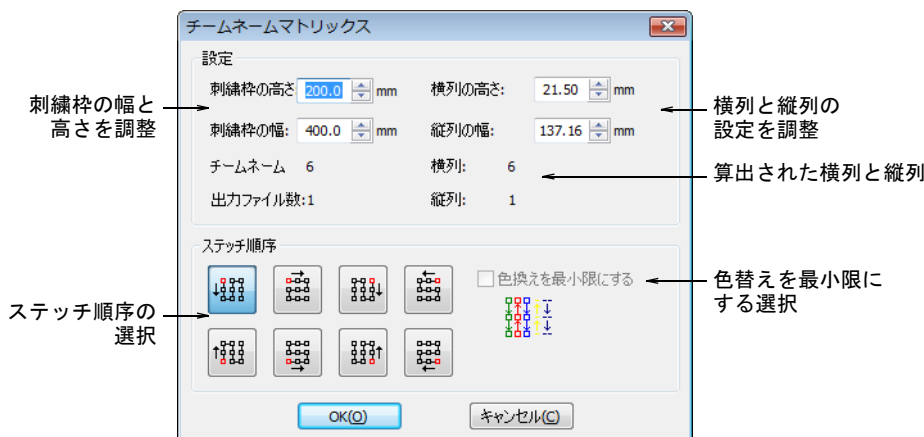 チームネームマトリックス
設定
刺繍枠の高さ 200.0 mm 横列の高さ: 21.50 mm
刺繍枠の幅: 400.0 mm 縦列の幅: 137.16 mm
チームネーム 6 横列: 6
出力ファイル数:1 縦列: 1
刺繍枠の幅と
高さを調整
横列と縦列の
設定を調整
算出された横列と縦列
ステッチ順序
色換えを最小限にする
ステッチ順序の
選択
色替えを最小限に
する選択
OK(O) キャンセル(C)